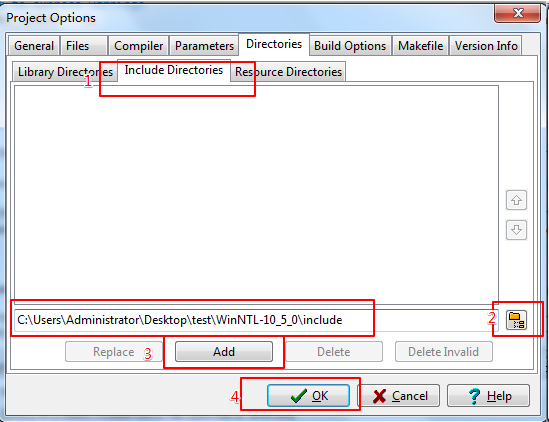 Project Options
General Files Compiler Parameters Directories Build Options Makefile Version Info
Library Directories Include Directories Resource Directories
1
C:\Users\Administrator\Desktop\test\WinNTL-10_5_0\include
2
Replace 3 Add Delete Delete Invalid
4 OK Cancel Help